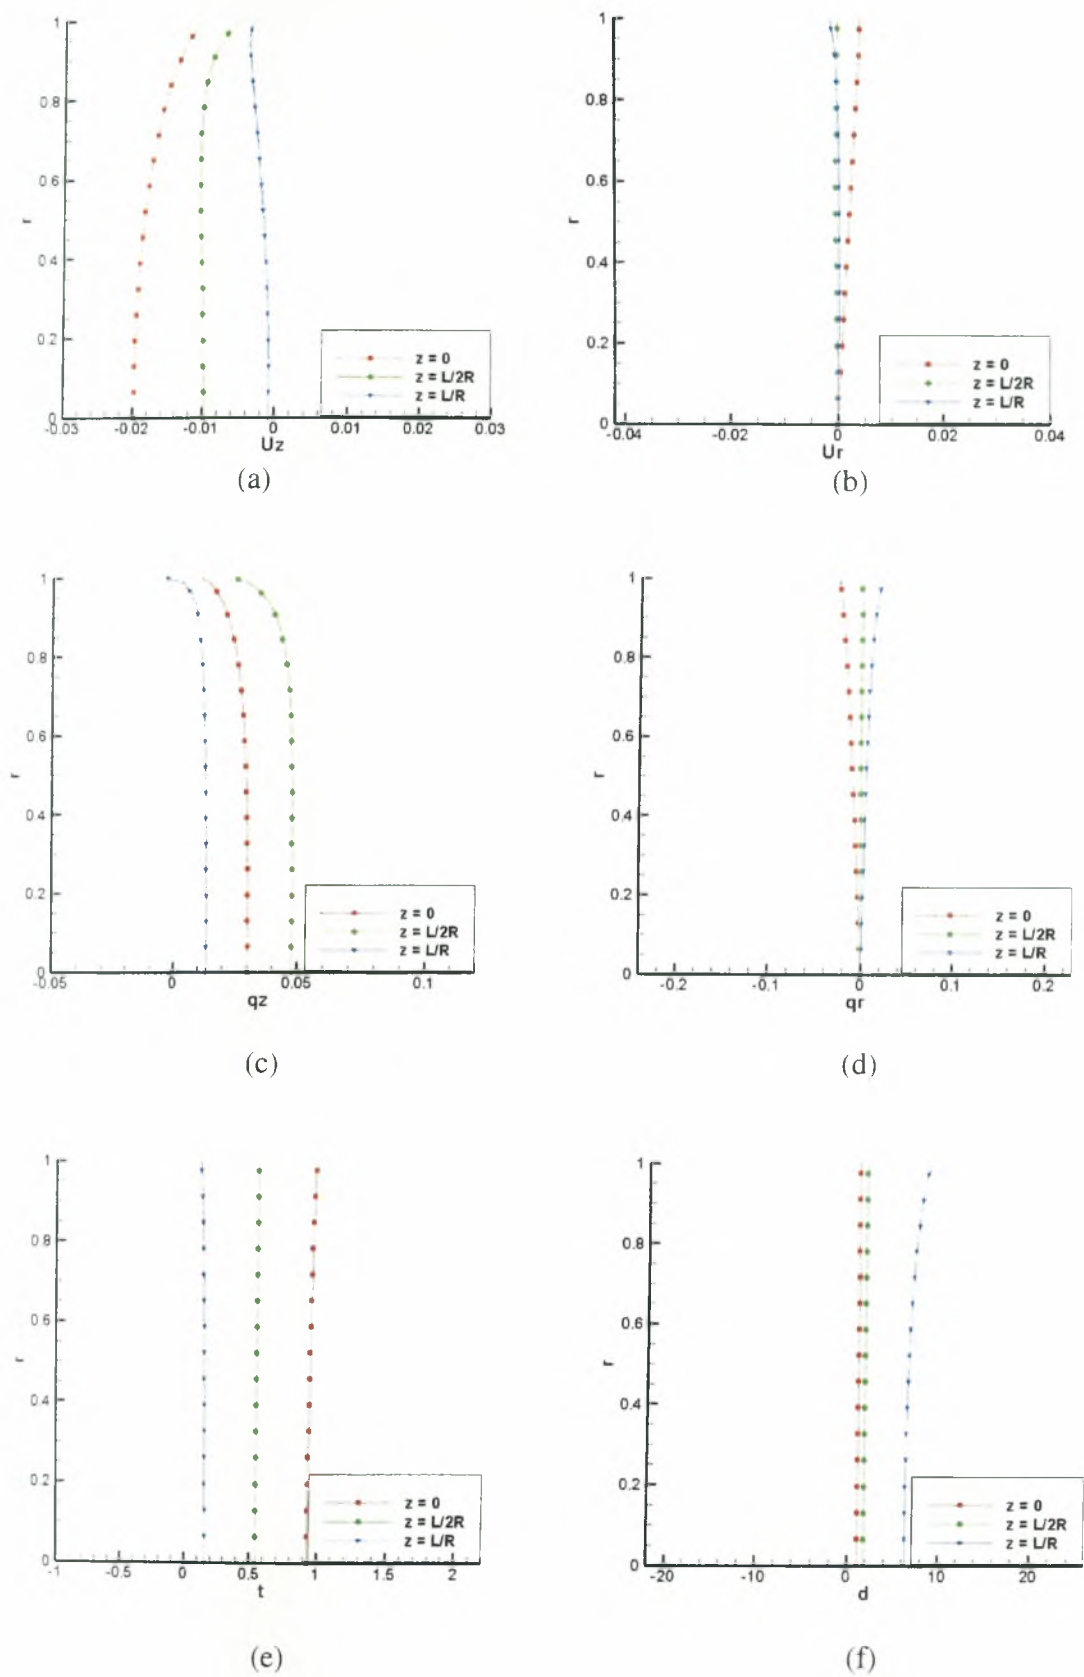 1
0.8
0.6
0.4
0.2
0
r
-0.03
-0.02
-0.01
0
0.01
0.02
0.03
Uz
z = 0
z = L/2R
z = L/R
(a)
1
0.8
0.6
0.4
0.2
0
r
-0.04
-0.02
0
0.02
0.04
Ur
z = 0
z = L/2R
z = L/R
(b)
1
0.8
0.6
0.4
0.2
0
r
-0.05
0
0.05
0.1
qz
z = 0
z = L/2R
z = L/R
(c)
1
0.8
0.6
0.4
0.2
0
r
-0.2
-0.1
0
0.1
0.2
qr
z = 0
z = L/2R
z = L/R
(d)
1
0.8
0.6
0.4
0.2
0
r
-1
-0.5
0
0.5
1
1.5
2
t
z = 0
z = L/2R
z = L/R
(e)
1
0.8
0.6
0.4
0.2
0
r
-20
-10
0
10
20
d
z = 0
z = L/2R
z = L/R
(f)